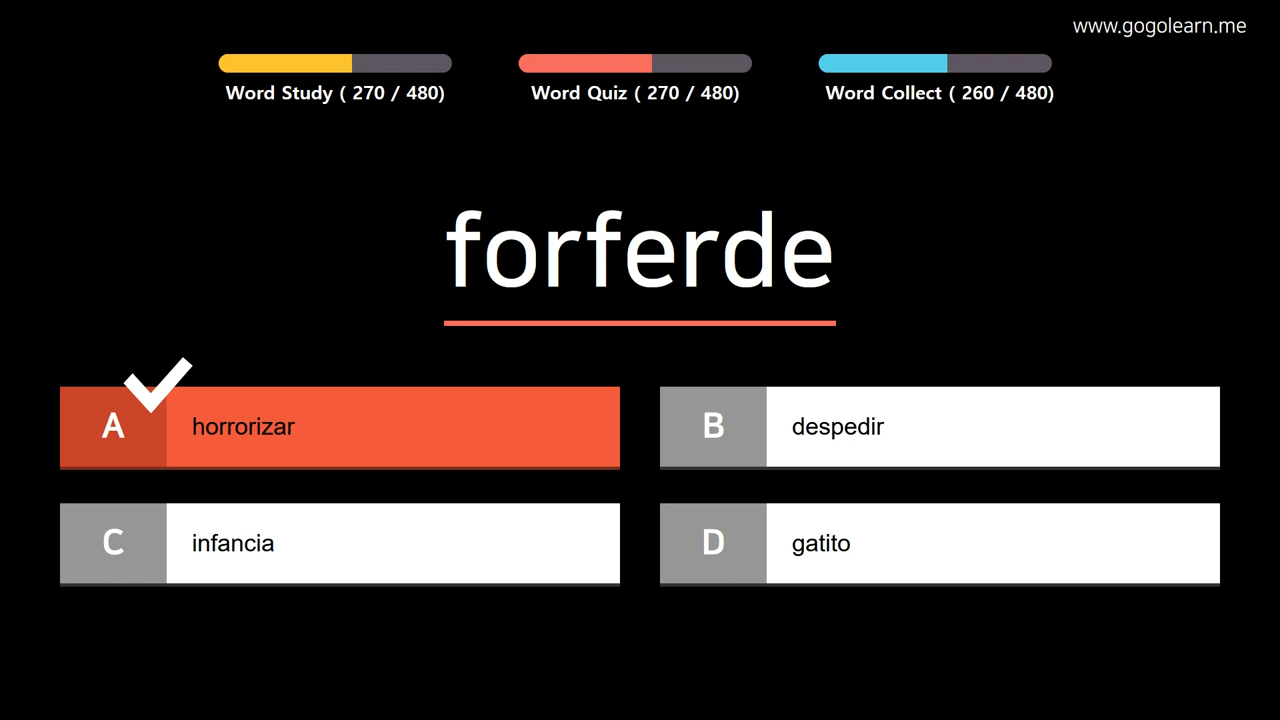 www.gogolearn.me
Word Study ( 270 / 480)
Word Quiz ( 270 / 480)
Word Collect ( 260 / 480)
forferde
A horrorizar
B despedir
C infancia
D gatito